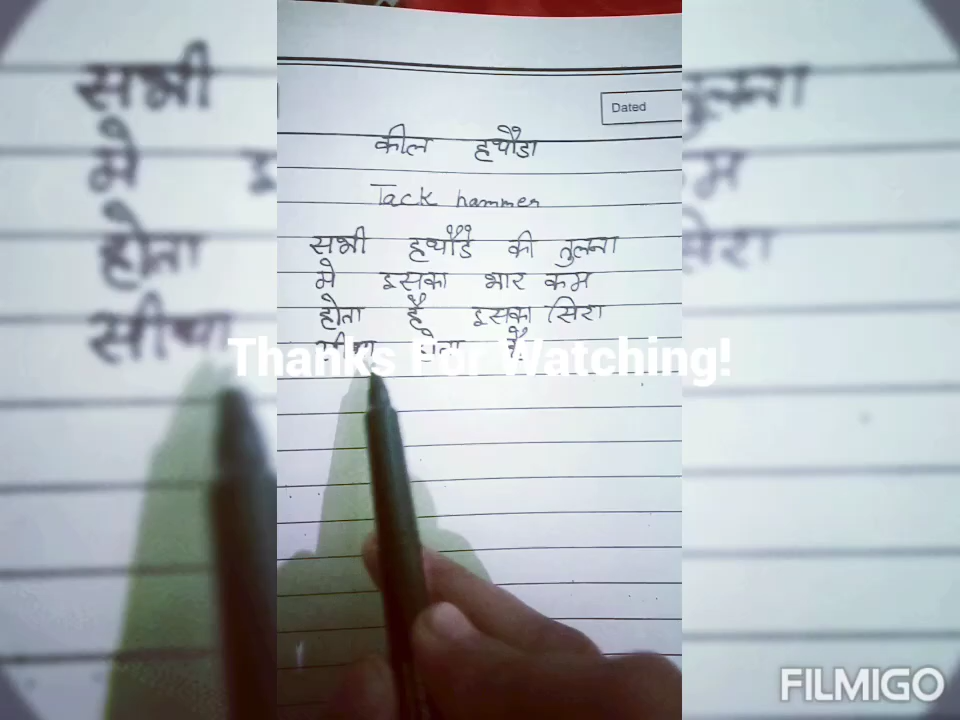 Dated
कील हथौडा
Tack hammer
सभी हथौडे की तुलना
मे इसका भार कम
होता है इसका सिरा
सीधा होता है
Thanks For Watching!
FILMIGO